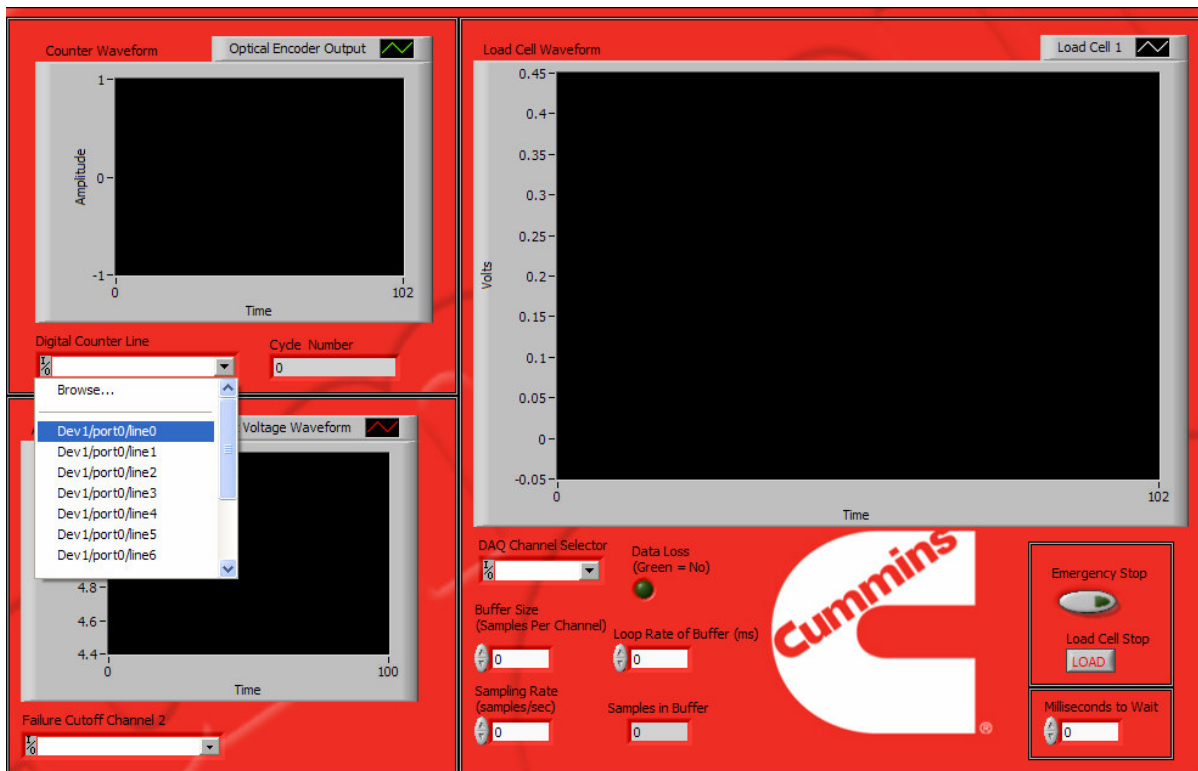 Counter Waveform
Optical Encoder Output
1
0
-1
Amplitude
0
102
Time
Digital Counter Line
Cycle Number
0
Browse...
Dev1/port0/line0
Dev1/port0/line1
Dev1/port0/line2
Dev1/port0/line3
Dev1/port0/line4
Dev1/port0/line5
Dev1/port0/line6
Voltage Waveform
4.8
4.6
4.4
0
100
Time
Failure Cutoff Channel 2
Load Cell Waveform
Load Cell 1
0.45
0.4
0.35
0.3
0.25
0.2
0.15
0.1
0.05
0
-0.05
Volts
0
102
Time
DAQ Channel Selector
Data Loss
(Green = No)
Buffer Size
(Samples Per Channel)
0
Loop Rate of Buffer (ms)
0
Sampling Rate
(samples/sec)
0
Samples in Buffer
0
Cummins
®
Emergency Stop
Load Cell Stop
LOAD
Milliseconds to Wait
0